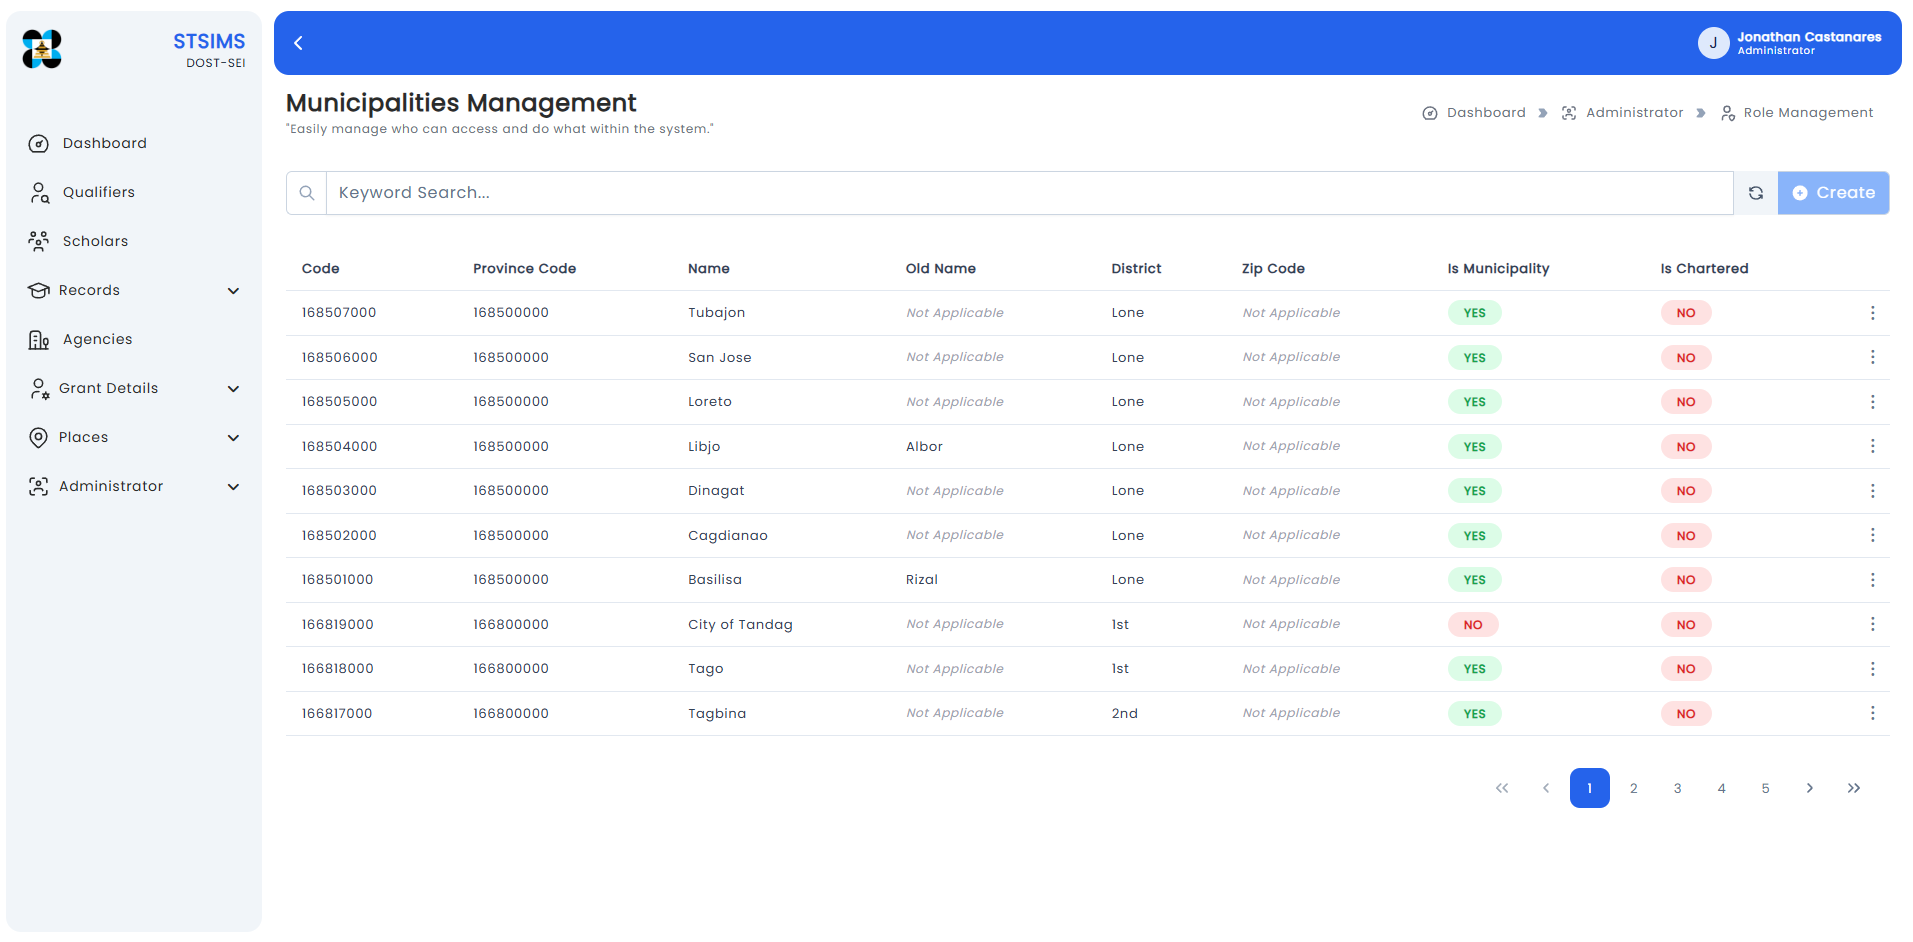 STSIMS
DOST-SEI
Dashboard
Qualifiers
Scholars
Records
Agencies
Grant Details
Places
Administrator
J Jonathan Castanares
Administrator
Municipalities Management
"Easily manage who can access and do what within the system."
Dashboard Administrator Role Management
Keyword Search... Create
Code Province Code Name Old Name District Zip Code Is Municipality Is Chartered
168507000 168500000 Tubajon Not Applicable Lone Not Applicable YES NO
168506000 168500000 San Jose Not Applicable Lone Not Applicable YES NO
168505000 168500000 Loreto Not Applicable Lone Not Applicable YES NO
168504000 168500000 Libjo Albor Lone Not Applicable YES NO
168503000 168500000 Dinagat Not Applicable Lone Not Applicable YES NO
168502000 168500000 Cagdianao Not Applicable Lone Not Applicable YES NO
168501000 168500000 Basilisa Rizal Lone Not Applicable YES NO
166819000 166800000 City of Tandag Not Applicable 1st Not Applicable NO NO
166818000 166800000 Tago Not Applicable 1st Not Applicable YES NO
166817000 166800000 Tagbina Not Applicable 2nd Not Applicable YES NO
1 2 3 4 5